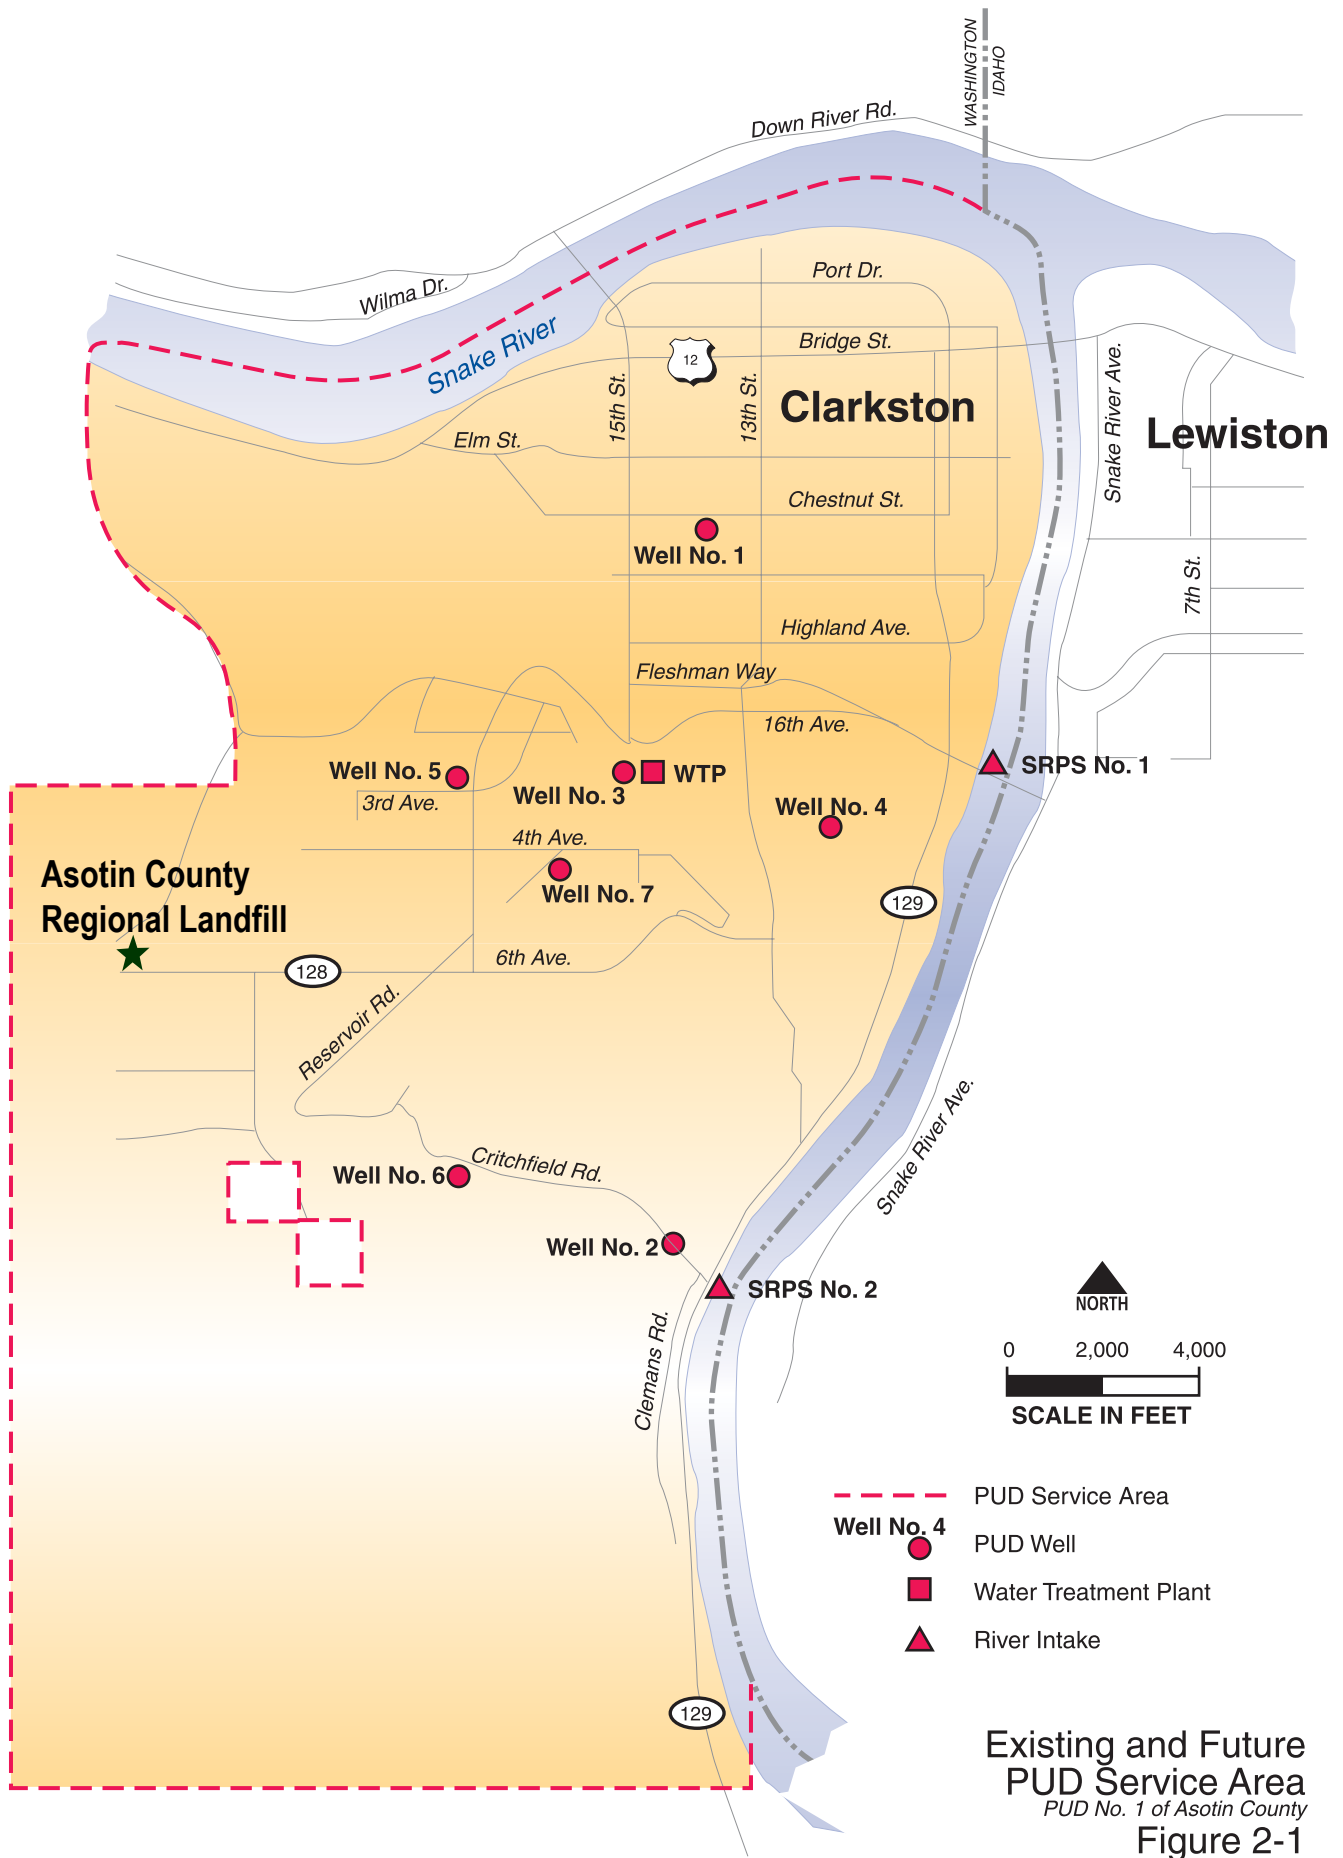 WASHINGTON
IDAHO
Down River Rd.
Wilma Dr.
Snake River
Port Dr.
Bridge St.
12
15th St.
13th St.
Clarkston
Snake River Ave.
Lewiston
Elm St.
Chestnut St.
Well No. 1
7th St.
Highland Ave.
Fleshman Way
16th Ave.
Well No. 5
3rd Ave.
Well No. 3
WTP
SRPS No. 1
Well No. 4
4th Ave.
Well No. 7
Asotin County
Regional Landfill
129
128
6th Ave.
Reservoir Rd.
Snake River Ave.
Well No. 6
Critchfield Rd.
Well No. 2
SRPS No. 2
Clemans Rd.
NORTH
0 2,000 4,000
SCALE IN FEET
PUD Service Area
Well No. 4
PUD Well
Water Treatment Plant
River Intake
129
Existing and Future
PUD Service Area
PUD No. 1 of Asotin County
Figure 2-1